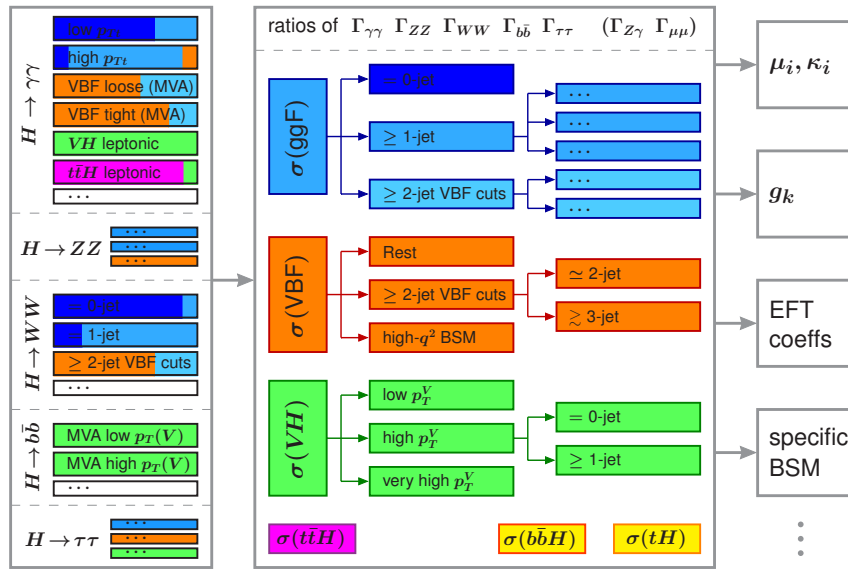 H → γγ
low p_Tt
high p_Tt
VBF loose (MVA)
VBF tight (MVA)
VH leptonic
tt̄H leptonic
...
H → ZZ
...
...
...
H → WW
= 0-jet
= 1-jet
≥ 2-jet VBF cuts
...
H → bb̄
MVA low p_T(V)
MVA high p_T(V)
...
H → ττ
...
...
...
ratios of Γ_γγ Γ_ZZ Γ_WW Γ_bb̄ Γ_ττ (Γ_Zγ Γ_μμ)
σ(ggF)
= 0-jet
≥ 1-jet
≥ 2-jet VBF cuts
...
...
...
...
...
σ(VBF)
Rest
≥ 2-jet VBF cuts
high-q² BSM
≃ 2-jet
≳ 3-jet
σ(VH)
low p_T^V
high p_T^V
very high p_T^V
= 0-jet
≥ 1-jet
σ(tt̄H)
σ(bb̄H)
σ(tH)
μ_i, κ_i
g_k
EFT
coeffs
specific
BSM
⋮